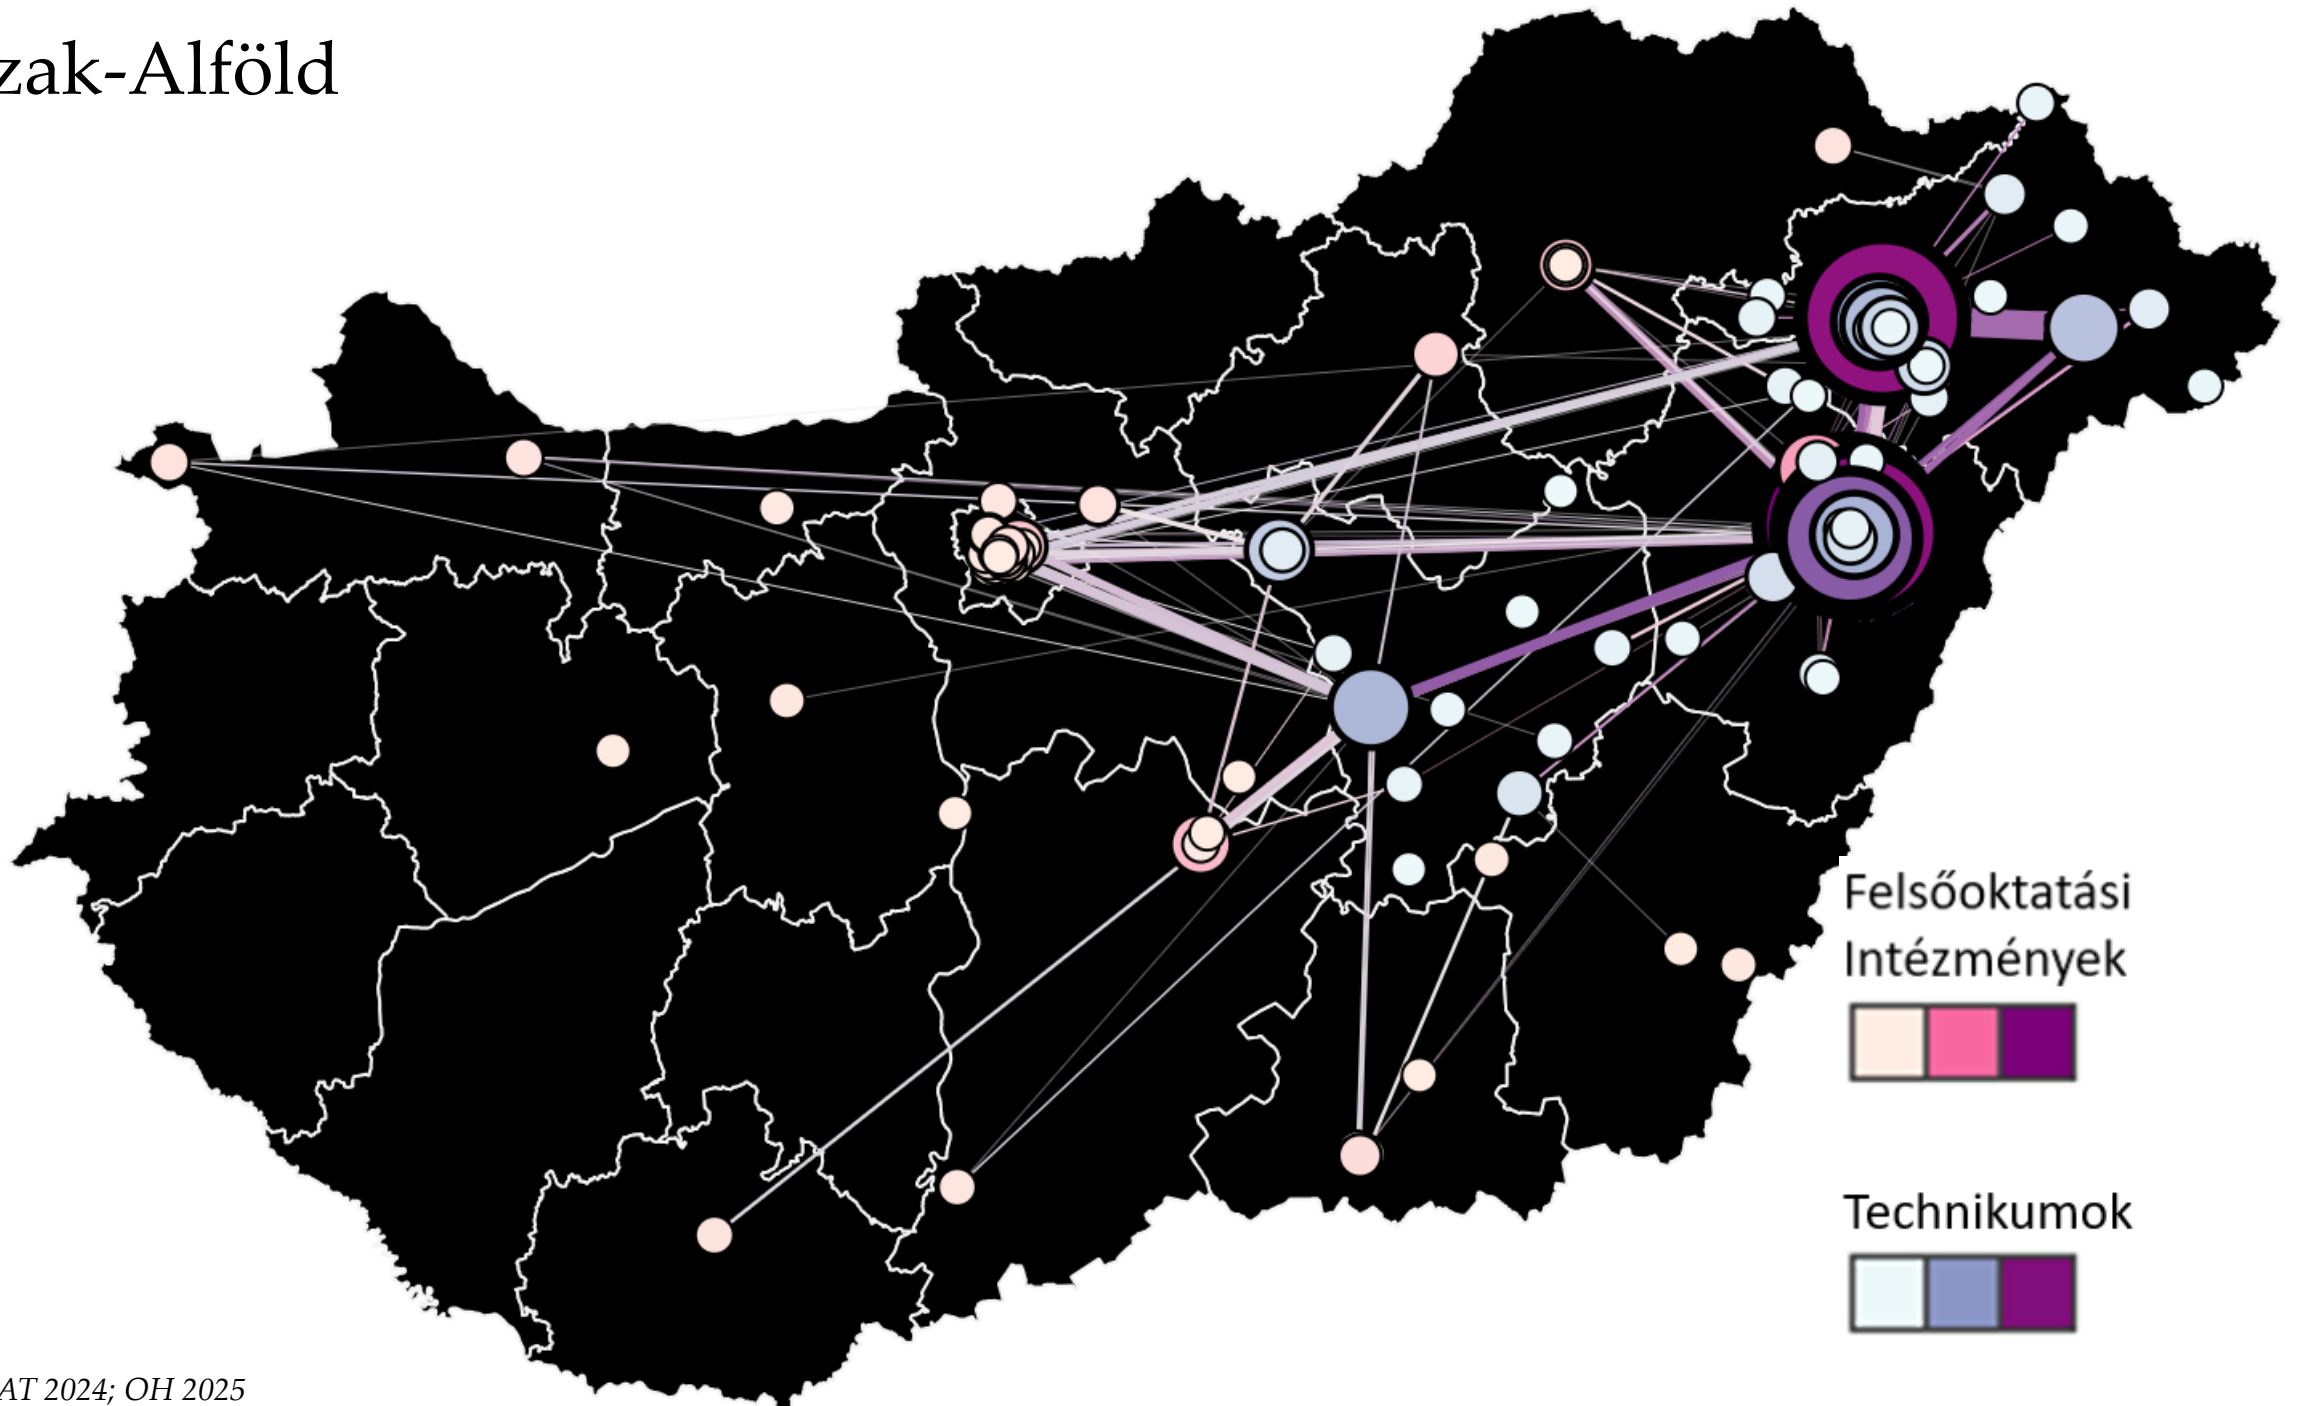 zak-Alföld
Felsőoktatási
Intézmények
Technikumok
AT 2024; OH 2025